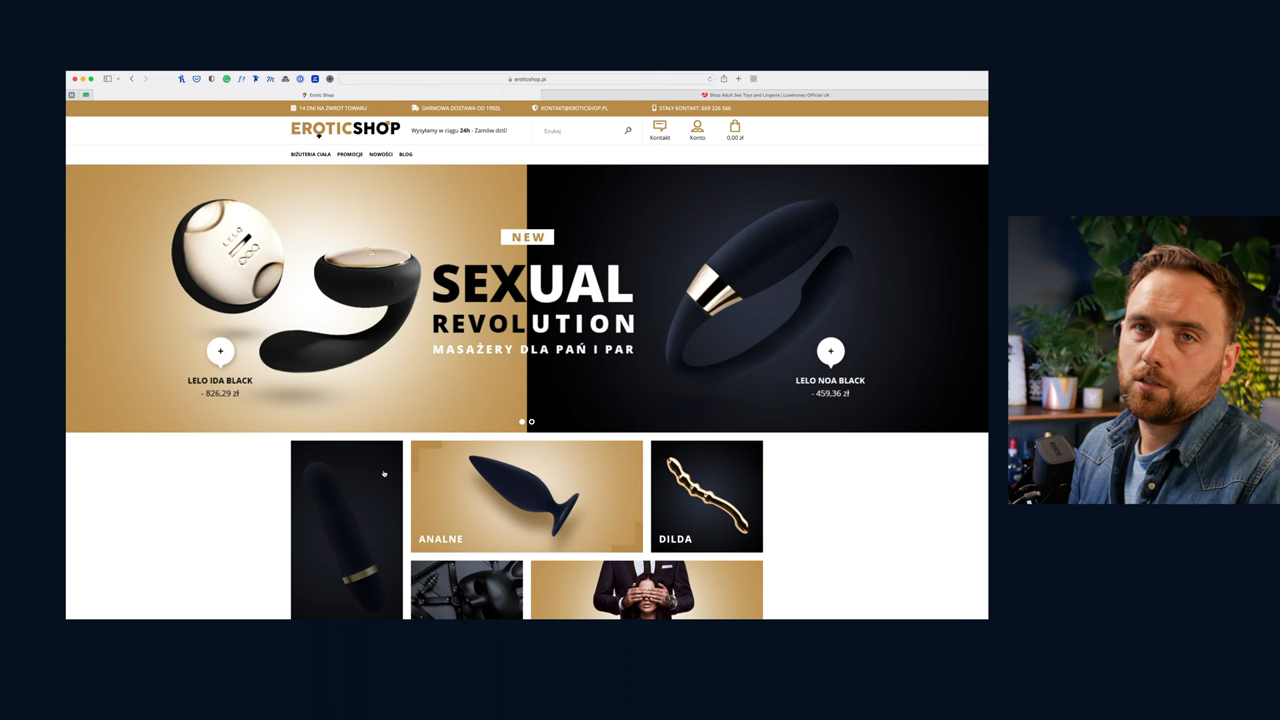 eroticshop.pl
Erotic Shop
Shop Adult Sex Toys and Lingerie | Lovehoney Official UK
14 DNI NA ZWROT TOWARU
DARMOWA DOSTAWA OD 199ZŁ
KONTAKT@EROTICSHOP.PL
STAŁY KONTAKT: 669 226 566
EROTICSHOP
Wysyłamy w ciągu 24h - Zamów dziś!
Szukaj
Kontakt
Konto
0,00 zł
BIŻUTERIA CIAŁA
PROMOCJE
NOWOŚCI
BLOG
NEW
SEXUAL
REVOLUTION
MASAŻERY DLA PAŃ I PAR
LELO
LELO IDA BLACK
- 826,29 zł
LELO NOA BLACK
- 459,36 zł
ANALNE
DILDA